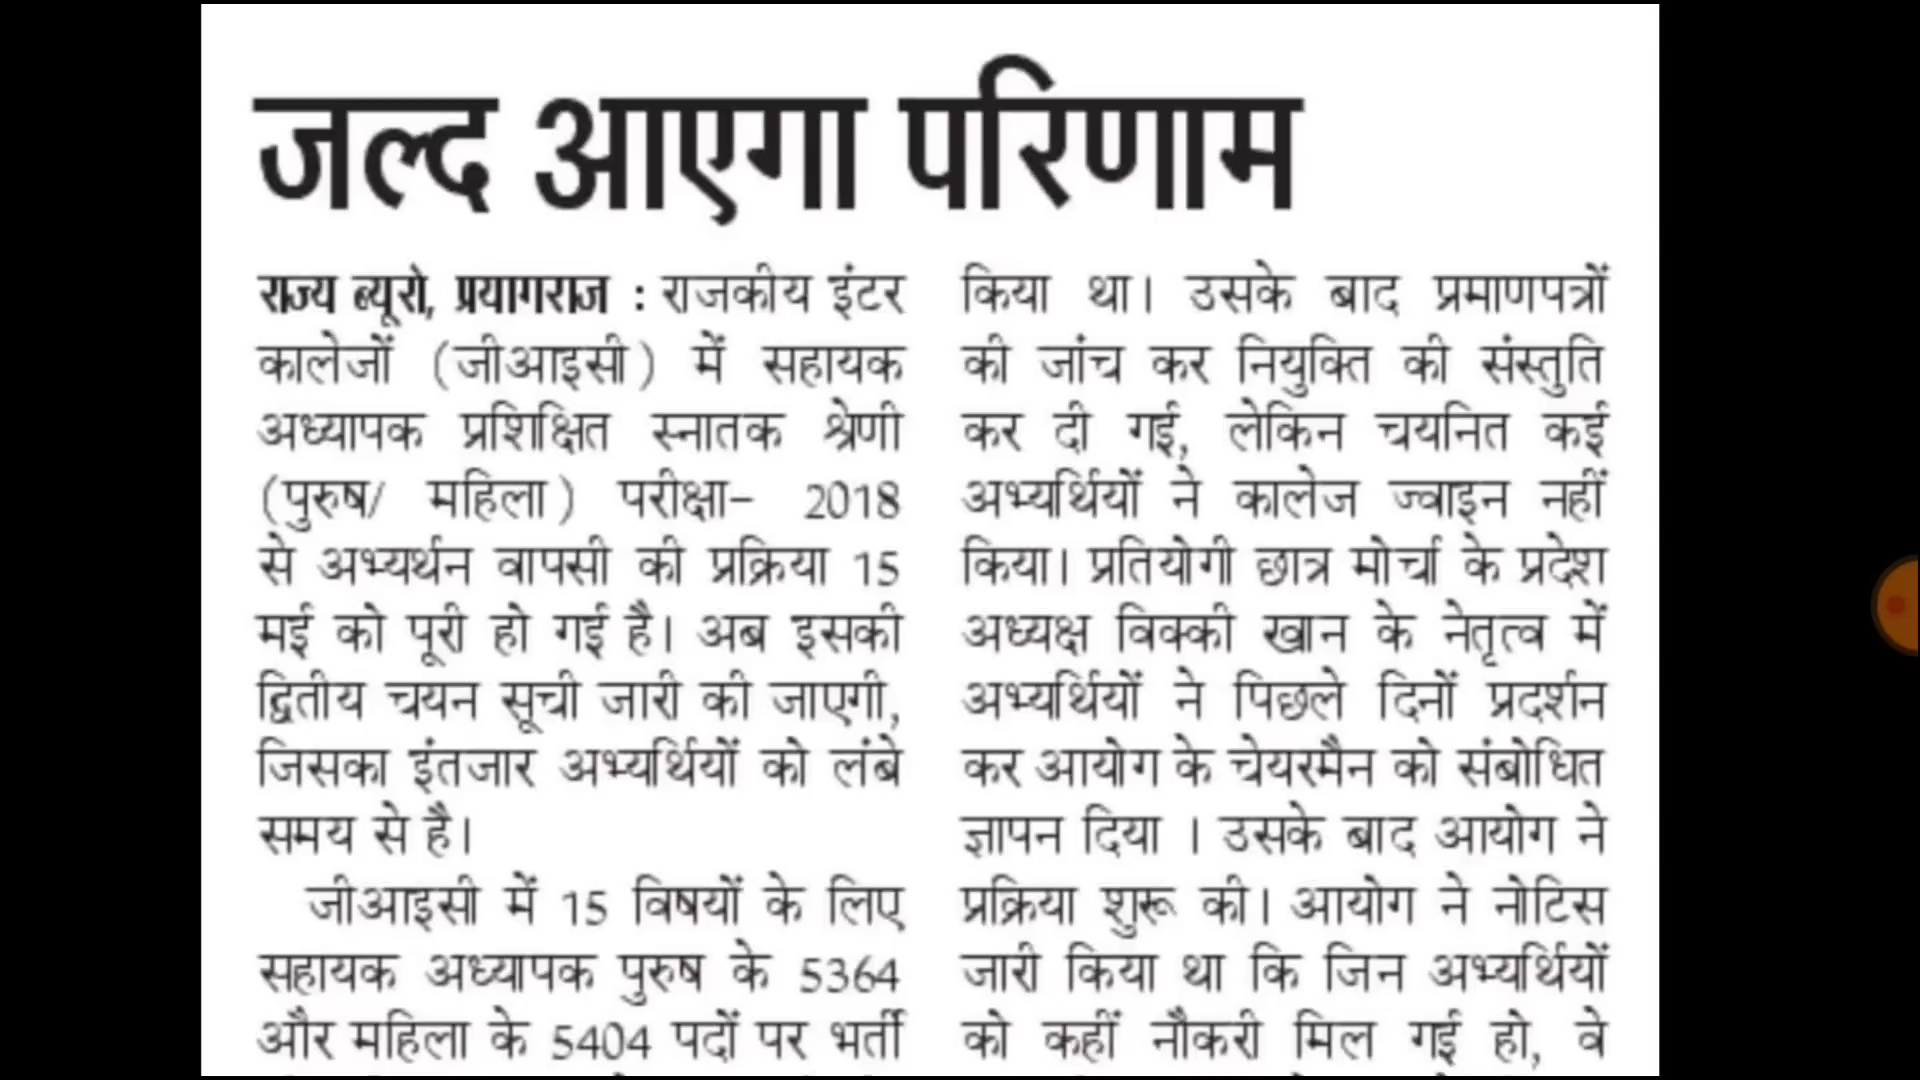 जल्द आएगा परिणाम
राज्य ब्यूरो, प्रयागराज : राजकीय इंटर
कालेजों (जीआइसी) में सहायक
अध्यापक प्रशिक्षित स्नातक श्रेणी
(पुरुष/ महिला) परीक्षा- 2018
से अभ्यर्थन वापसी की प्रक्रिया 15
मई को पूरी हो गई है। अब इसकी
द्वितीय चयन सूची जारी की जाएगी,
जिसका इंतजार अभ्यर्थियों को लंबे
समय से है।
जीआइसी में 15 विषयों के लिए
सहायक अध्यापक पुरुष के 5364
और महिला के 5404 पदों पर भर्ती
किया था। उसके बाद प्रमाणपत्रों
की जांच कर नियुक्ति की संस्तुति
कर दी गई, लेकिन चयनित कई
अभ्यर्थियों ने कालेज ज्वाइन नहीं
किया। प्रतियोगी छात्र मोर्चा के प्रदेश
अध्यक्ष विक्की खान के नेतृत्व में
अभ्यर्थियों ने पिछले दिनों प्रदर्शन
कर आयोग के चेयरमैन को संबोधित
ज्ञापन दिया । उसके बाद आयोग ने
प्रक्रिया शुरू की। आयोग ने नोटिस
जारी किया था कि जिन अभ्यर्थियों
को कहीं नौकरी मिल गई हो, वे